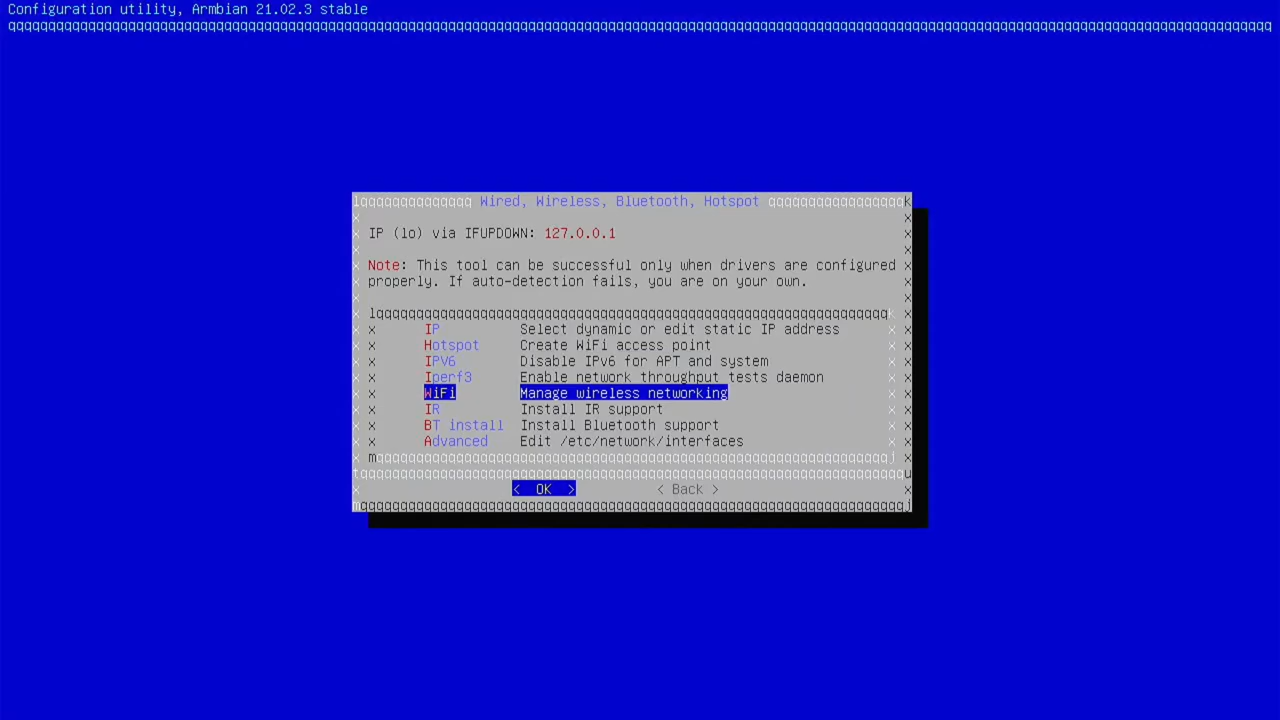 Configuration utility, Armbian 21.02.3 stable
Wired, Wireless, Bluetooth, Hotspot
IP (lo) via IFUPDOWN: 127.0.0.1
Note: This tool can be successful only when drivers are configured
properly. If auto-detection fails, you are on your own.
IP Select dynamic or edit static IP address
Hotspot Create WiFi access point
IPV6 Disable IPv6 for APT and system
Iperf3 Enable network throughput tests daemon
WiFi Manage wireless networking
IR Install IR support
BT install Install Bluetooth support
Advanced Edit /etc/network/interfaces
< OK > < Back >